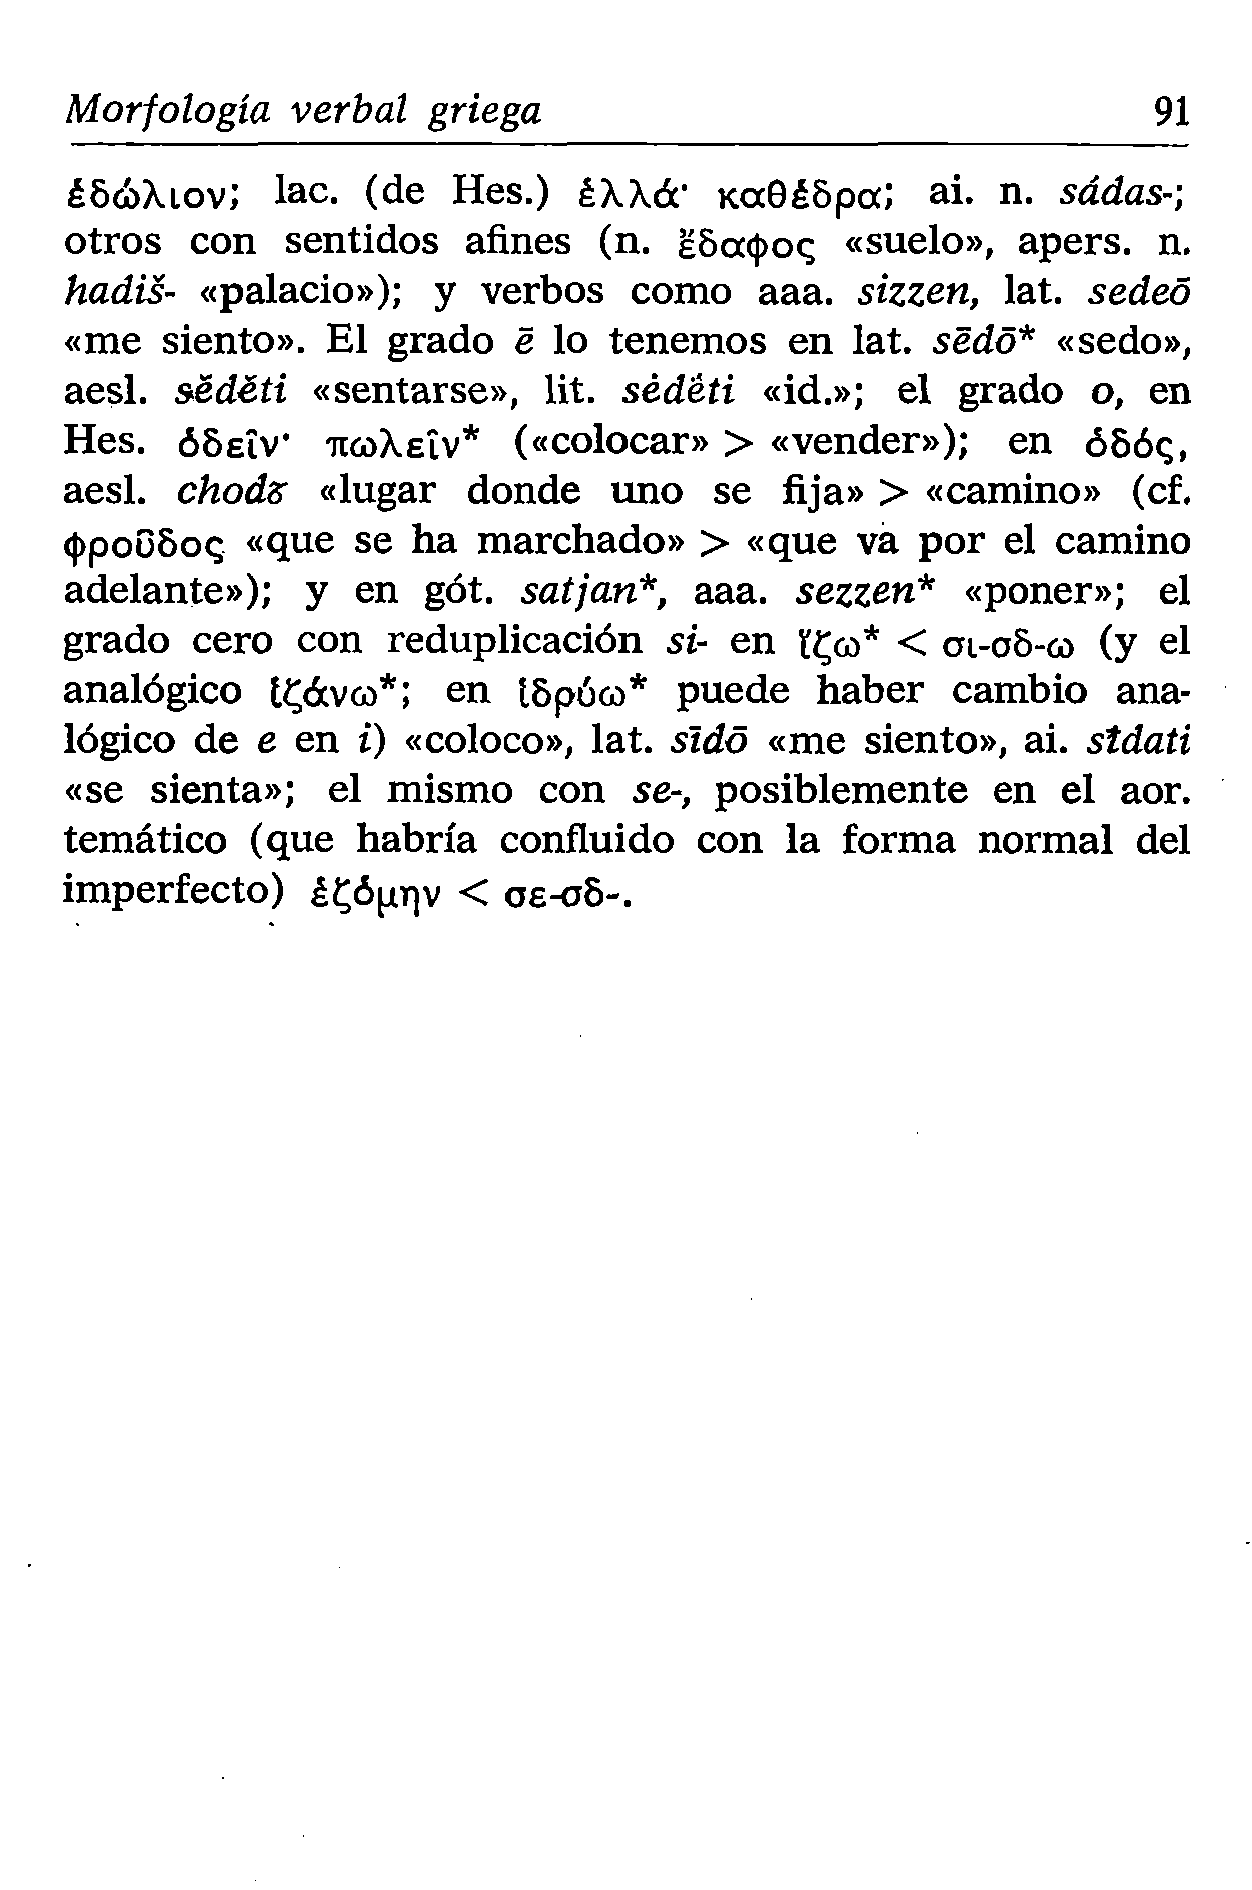 Morfología verbal griega 91
ἑδώλιον; lac. (de Hes.) ἑλλά· καθέδρα; ai. n. sádas-;
otros con sentidos afines (n. ἔδαφος «suelo», apers. n.
hadiš- «palacio»); y verbos como aaa. sizzen, lat. sedeō
«me siento». El grado ē lo tenemos en lat. sēdō* «sedo»,
aesl. sěděti «sentarse», lit. sėdėti «id.»; el grado o, en
Hes. ὁδεῖν· πωλεῖν* («colocar» > «vender»); en ὁδός,
aesl. chodъ «lugar donde uno se fija» > «camino» (cf.
φροῦδος «que se ha marchado» > «que va por el camino
adelante»); y en gót. satjan*, aaa. sezzen* «poner»; el
grado cero con reduplicación si- en ἵζω* < σι-σδ-ω (y el
analógico ἱζάνω*; en ἱδρύω* puede haber cambio ana-
lógico de e en i) «coloco», lat. sīdō «me siento», ai. sīdati
«se sienta»; el mismo con se-, posiblemente en el aor.
temático (que habría confluido con la forma normal del
imperfecto) ἑζόμην < σε-σδ-.